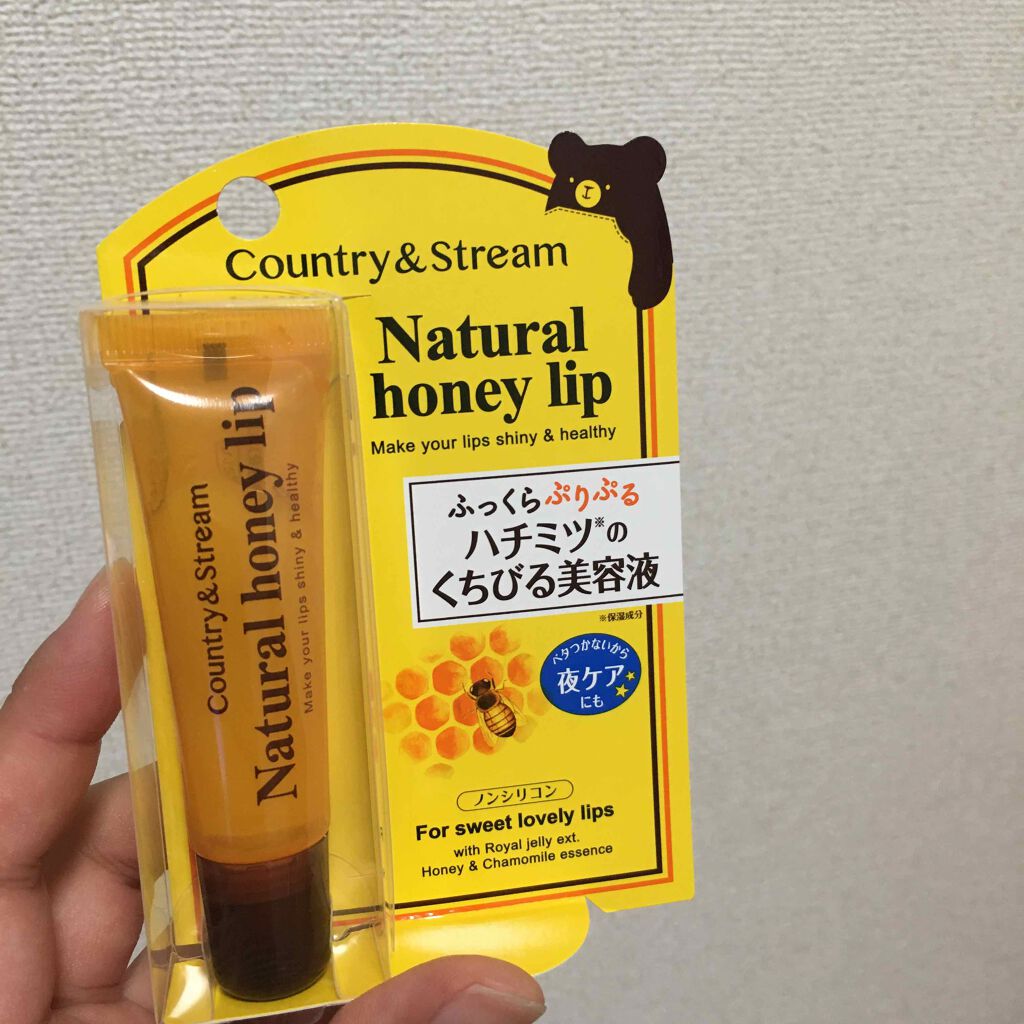 Country & Stream
Natural
honey lip
Make your lips shiny & healthy
ふっくらぷりぷる
ハチミツ※の
くちびる美容液
※保湿成分
ベタつかないから
夜ケア
にも
ノンシリコン
For sweet lovely lips
with Royal jelly ext.
Honey & Chamomile essence
Country & Stream
Natural honey lip
Make your lips shiny & healthy